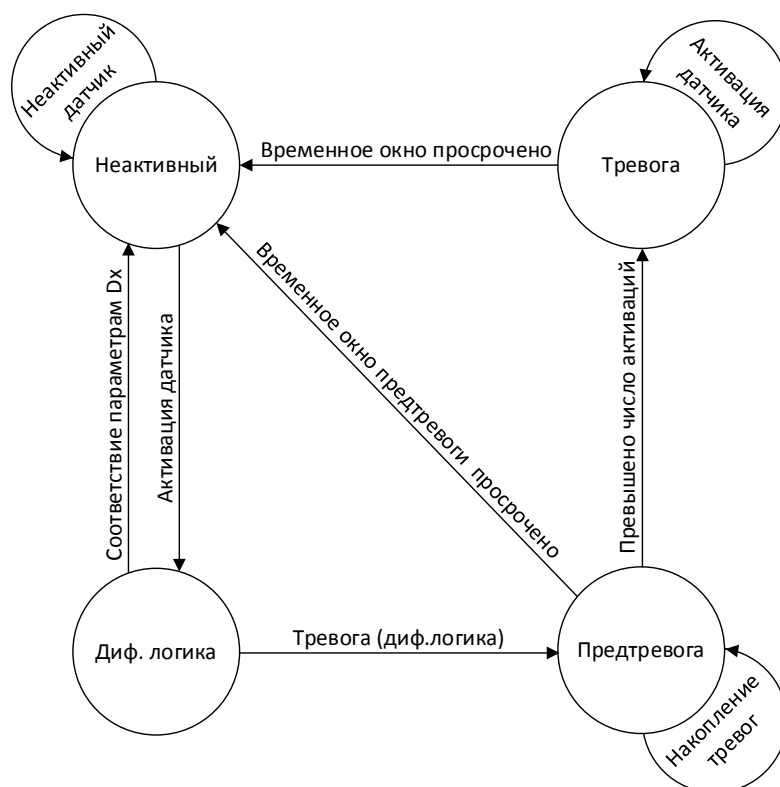 Неактивный
датчик
Активация
датчика
Неактивный
Временное окно просрочено
Тревога
Соответствие параметрам Dx
Активация датчика
Временное окно предтревоги просрочено
Превышено число активаций
Диф. логика
Тревога (диф.логика)
Предтревога
Накопление
тревог